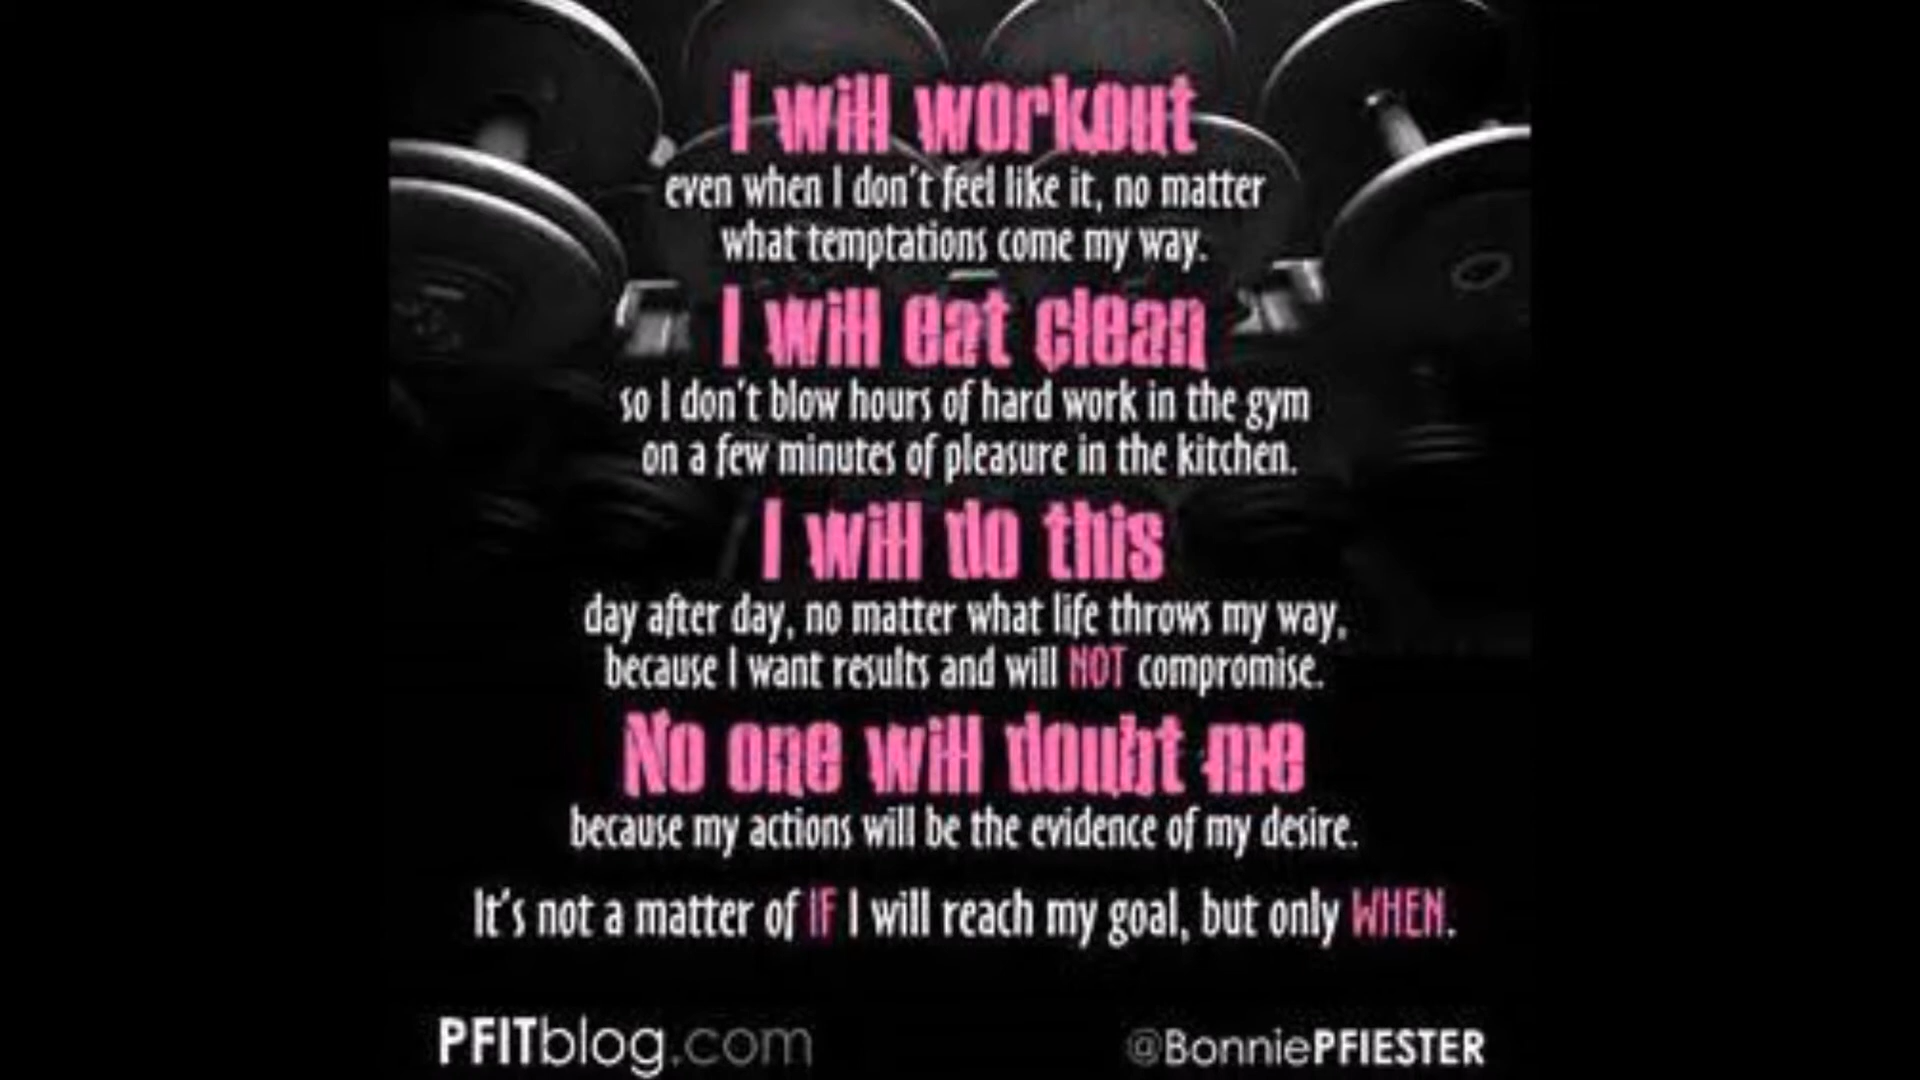 I will workout
even when I don't feel like it, no matter
what temptations come my way.
I will eat clean
so I don't blow hours of hard work in the gym
on a few minutes of pleasure in the kitchen.
I will do this
day after day, no matter what life throws my way,
because I want results and will NOT compromise.
No one will doubt me
because my actions will be the evidence of my desire.
It's not a matter of IF I will reach my goal, but only WHEN.
PFITblog.com
@BonniePFIESTER